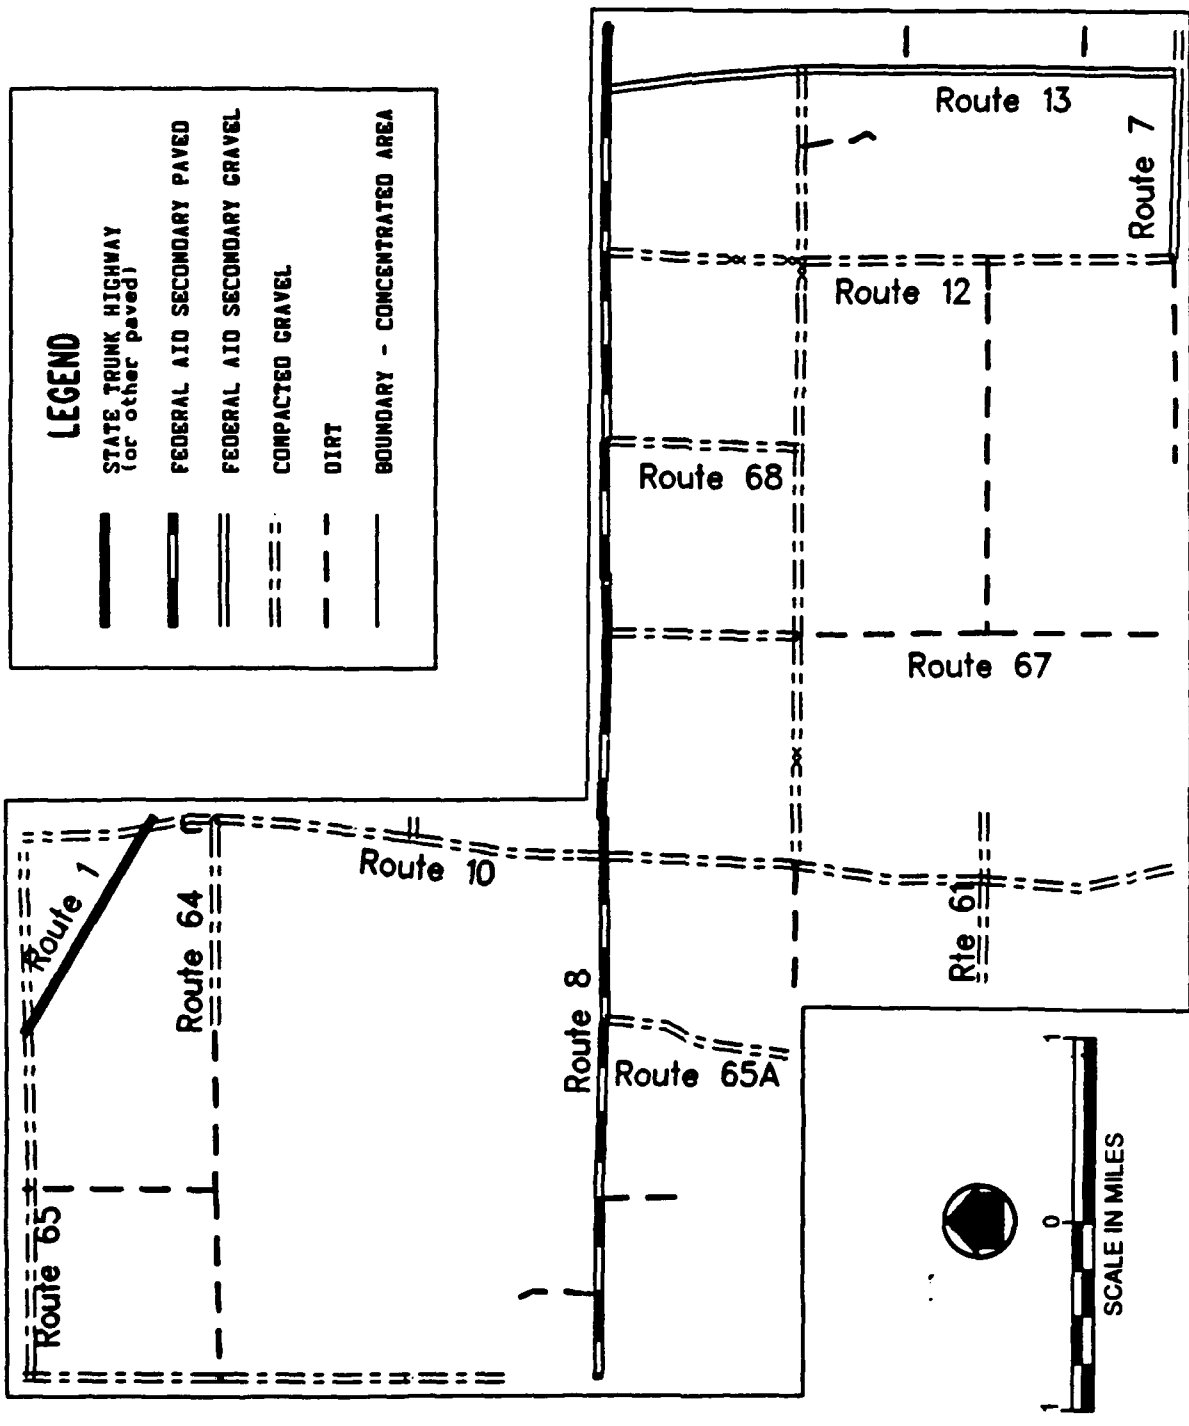 LEGEND
STATE TRUNK HIGHWAY
(or other paved)
FEDERAL AID SECONDARY PAVED
FEDERAL AID SECONDARY GRAVEL
COMPACTED GRAVEL
DIRT
BOUNDARY - CONCENTRATED AREA
Route 13
Route 7
Route 12
Route 68
Route 67
Route 1
Route 10
Route 64
Rte 61
Route 8
Route 65A
Route 65
1 0 1
SCALE IN MILES